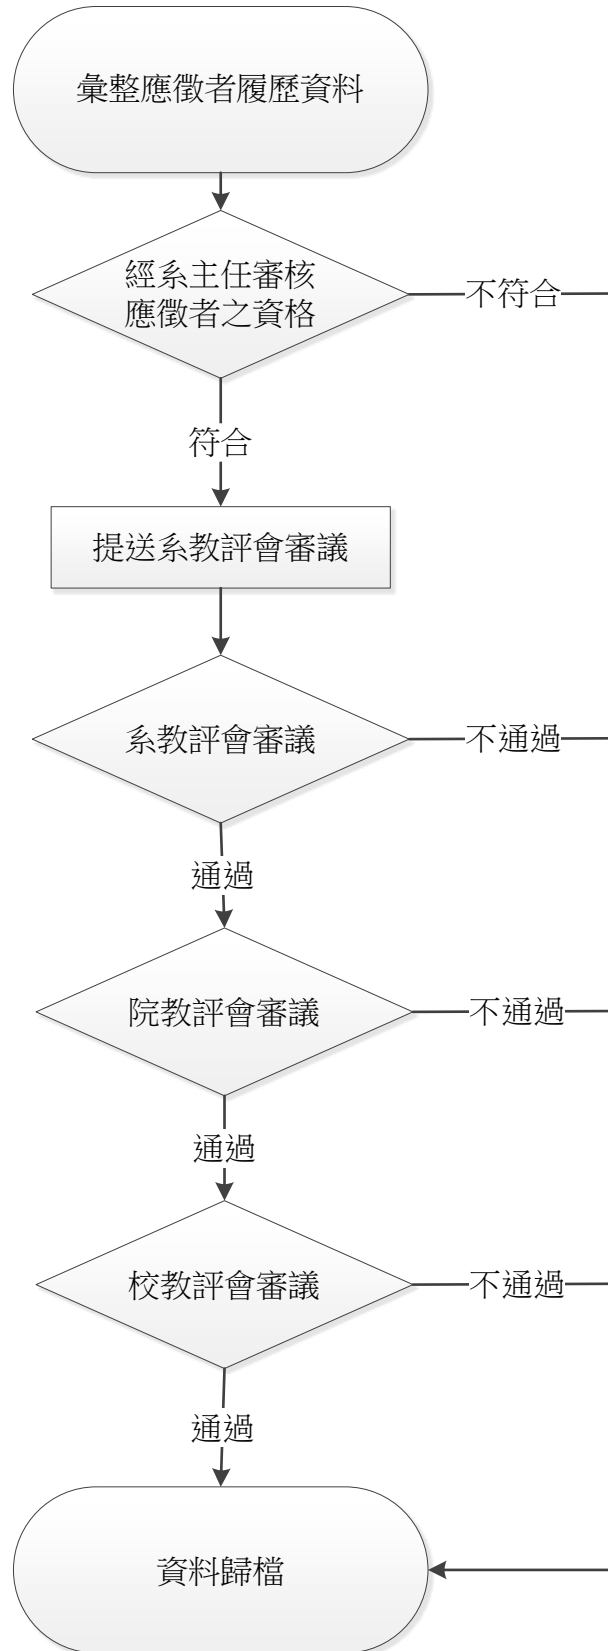 彙整應徵者履歷資料
經系主任審核
應徵者之資格
不符合
符合
提送系教評會審議
系教評會審議
不通過
通過
院教評會審議
不通過
通過
校教評會審議
不通過
通過
資料歸檔